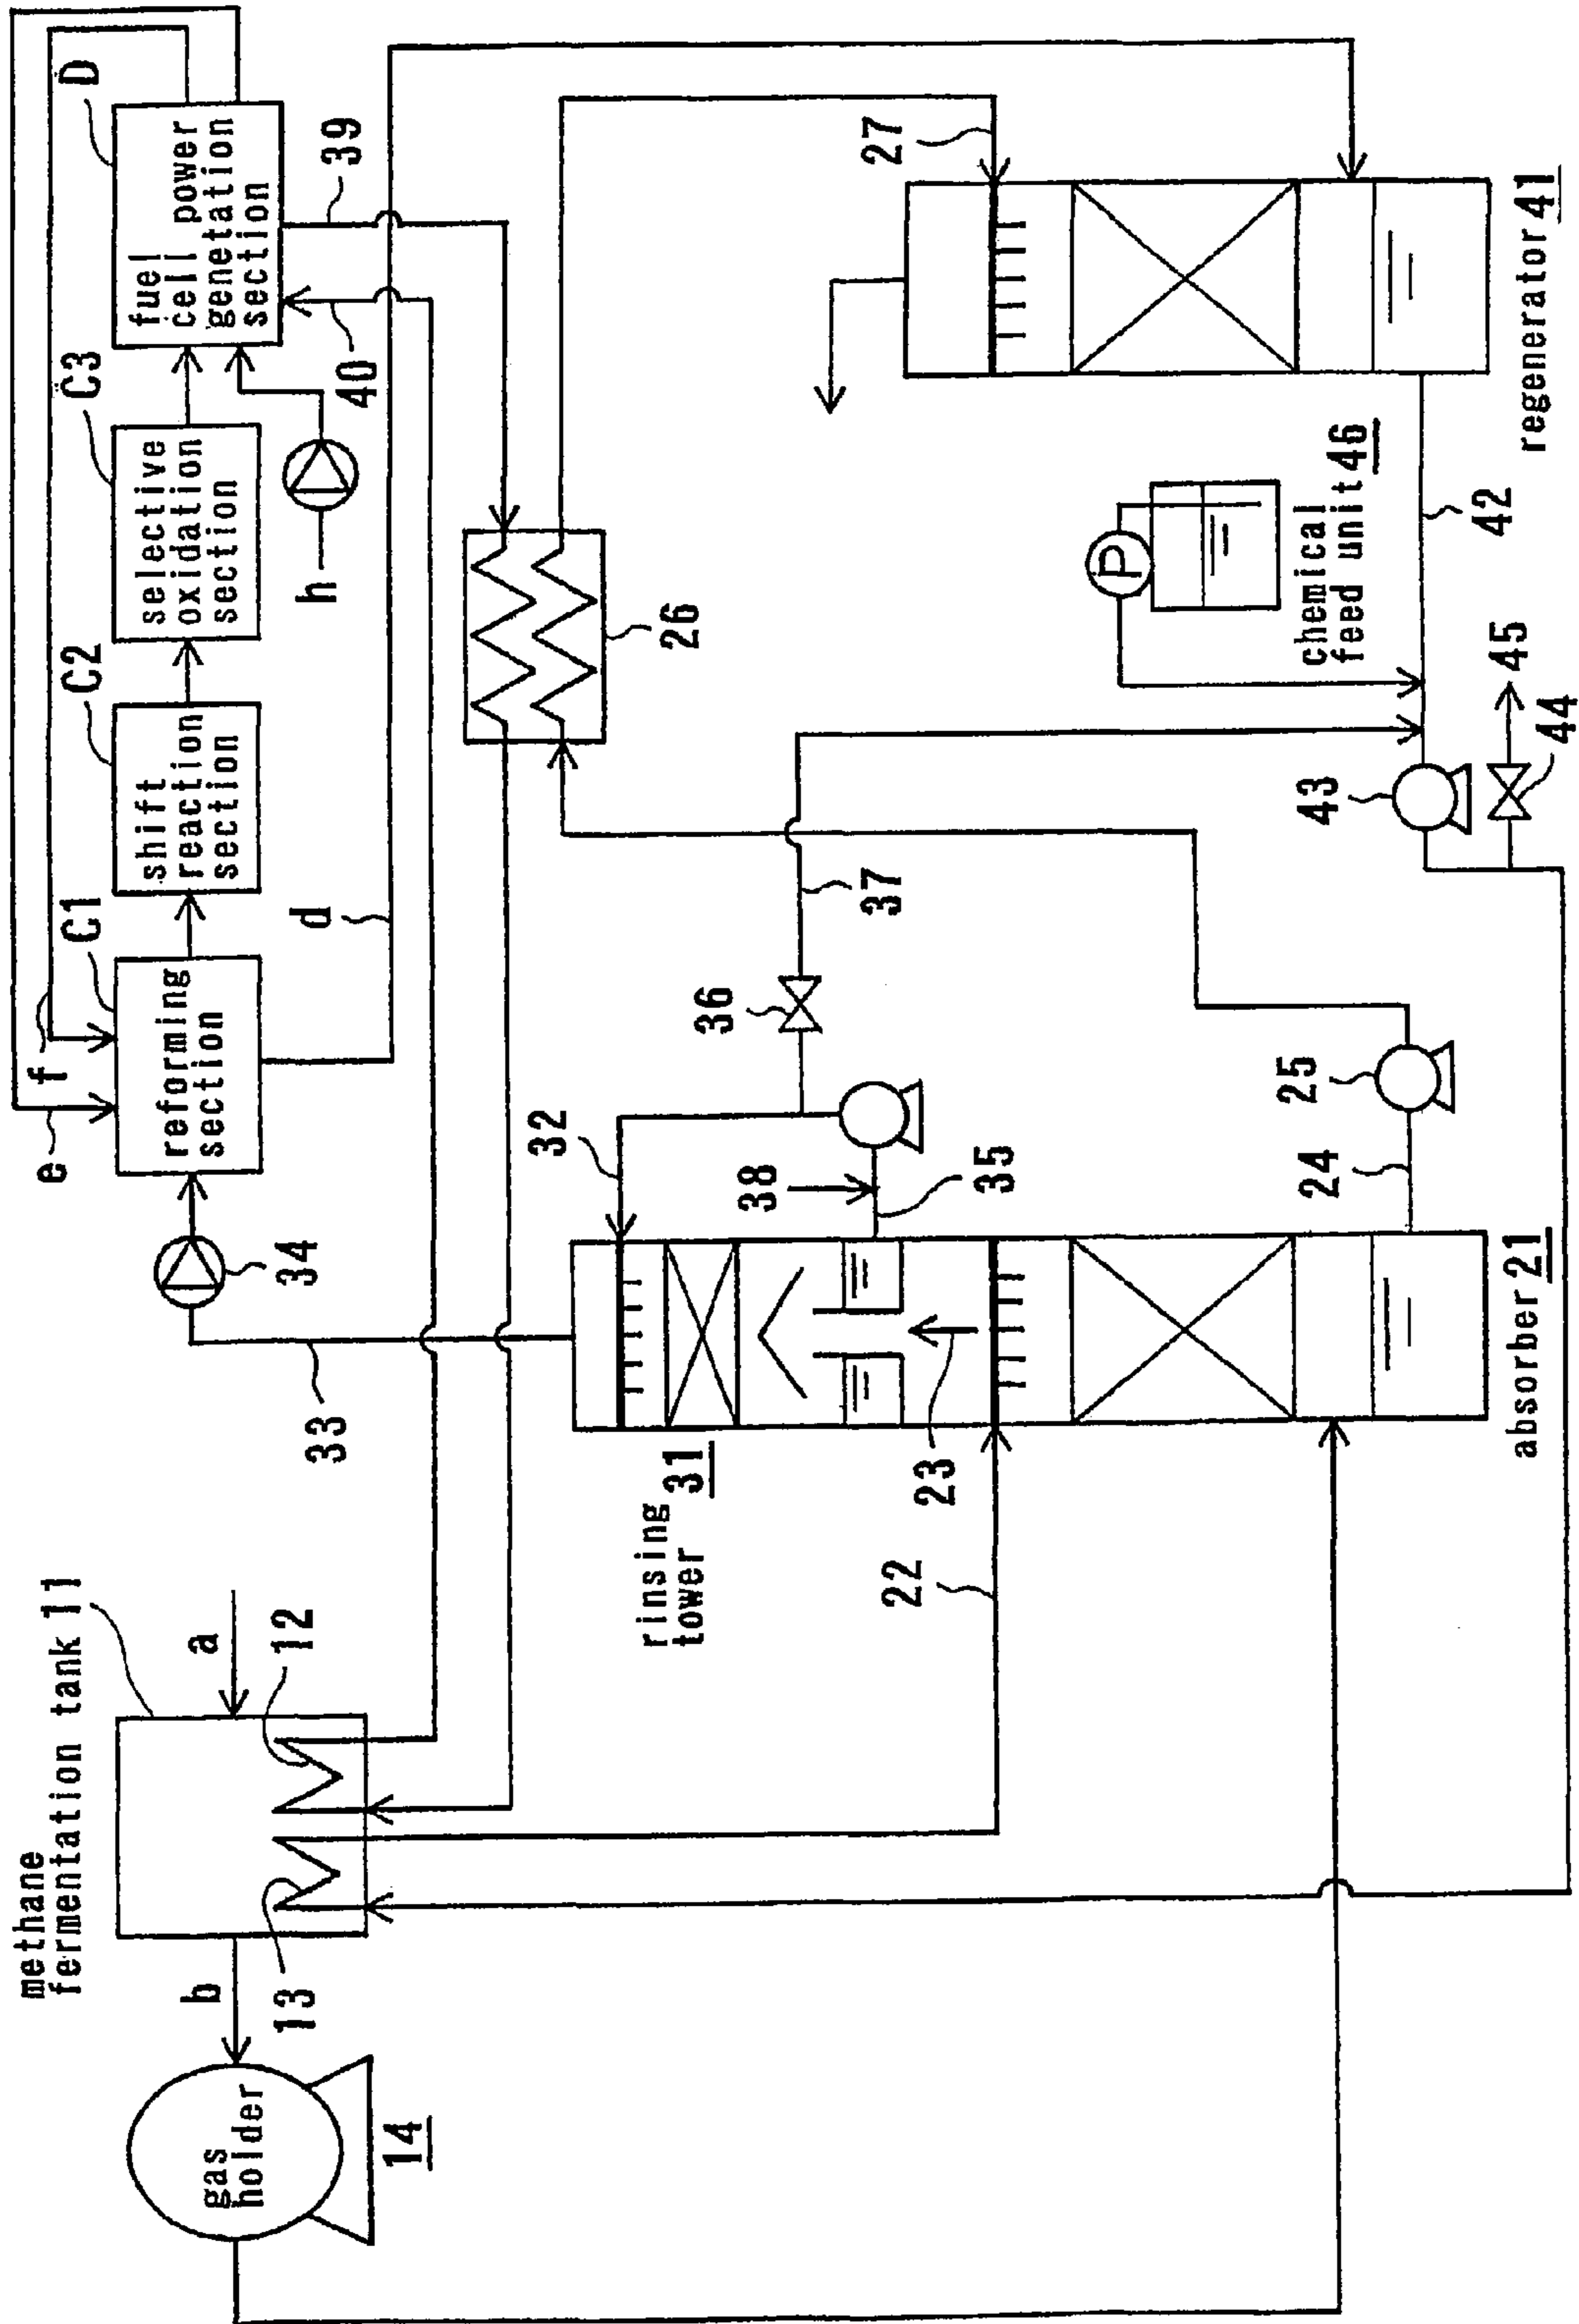 methane
fermentation tank 11
a
12
13
b
gas
holder
14
e
f
C1
reforming
section
C2
shift
reaction
section
C3
selective
oxidation
section
D
fuel
cell power
genetation
section
h
d
40
39
34
33
26
rinsing
tower 31
32
38
35
36
37
23
22
absorber 21
24
25
27
regenerator 41
chemical
feed unit 46
42
43
44
45
P